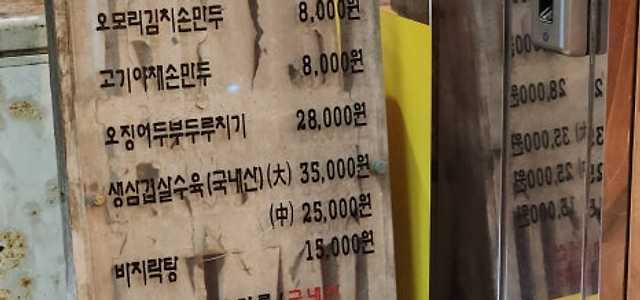 오모리김치손만두 8,000원
고기야채손만두 8,000원
오징어두부두루치기 28,000원
생삼겹살수육(국내산)(大) 35,000원
(中) 25,000원
바지락탕 15,000원